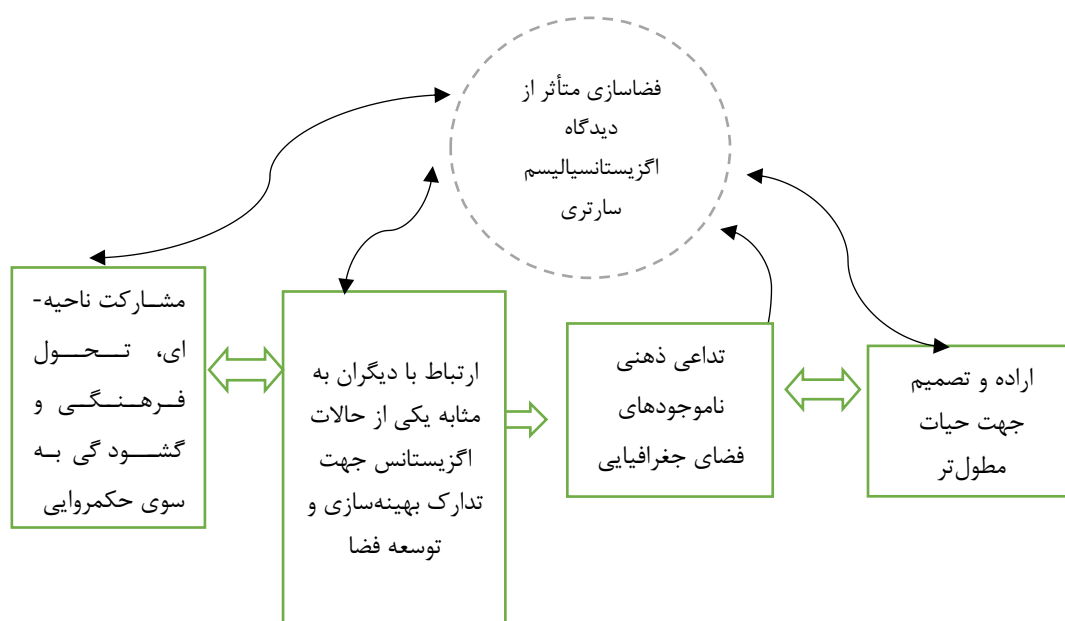 فضاسازی متأثر از
دیدگاه
اگزیستانسیالیسم
سارتری
اراده و تصمیم
جهت حیات
مطول‌تر
تداعی ذهنی
ناموجودهای
فضای جغرافیایی
ارتباط با دیگران به
مثابه یکی از حالات
اگزیستانس جهت
تدارک بهینه‌سازی و
توسعه فضا
مشـارکت ناحیه-
ای، تـحـول
فـرهـنـگـی و
گشـود گی بـه
سوی حکمروایی